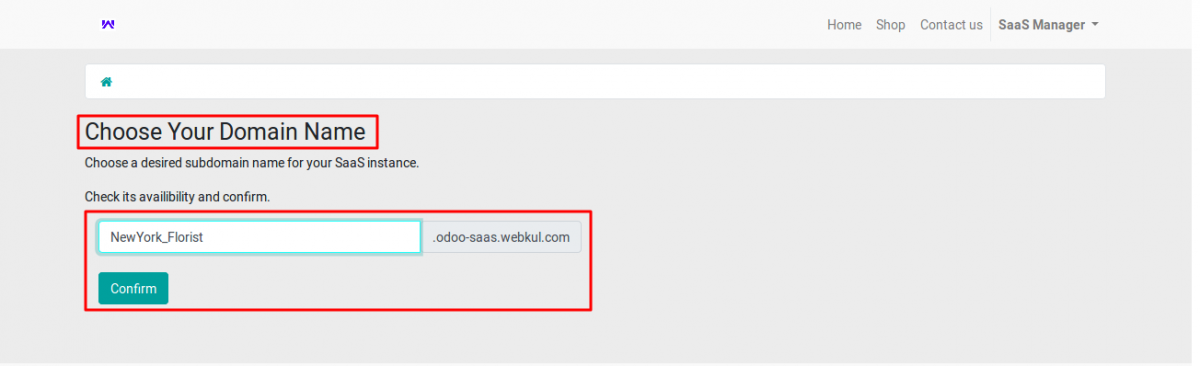 Home Shop Contact us SaaS Manager
Choose Your Domain Name
Choose a desired subdomain name for your SaaS instance.
Check its availibility and confirm.
NewYork_Florist .odoo-saas.webkul.com
Confirm